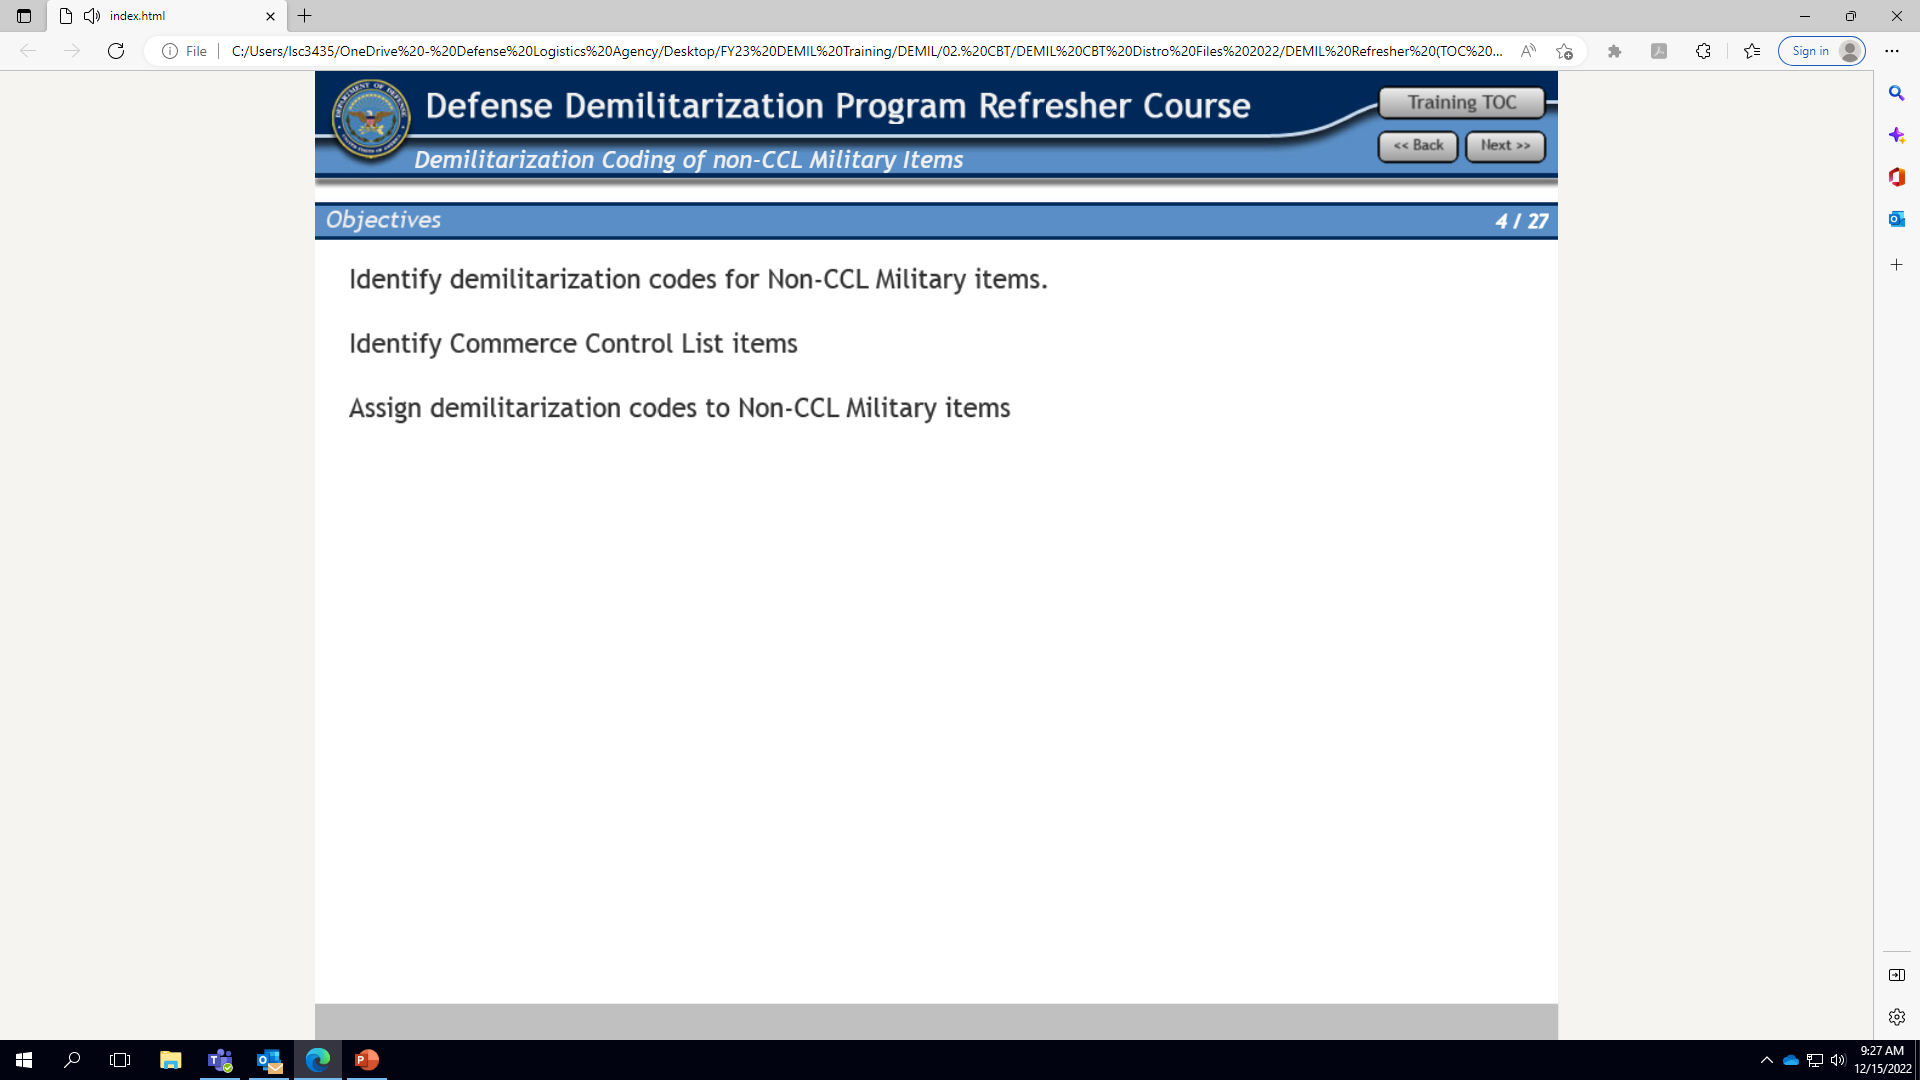 index.html
File
C:/Users/lsc3435/OneDrive%20-%20Defense%20Logistics%20Agency/Desktop/FY23%20DEMIL%20Training/DEMIL/02.%20CBT/DEMIL%20CBT%20Distro%20Files%202022/DEMIL%20Refresher%20(TOC%20...
Sign in
Defense Demilitarization Program Refresher Course
Training TOC
<< Back
Next >>
Demilitarization Coding of non-CCL Military Items
Objectives
4 / 27
Identify demilitarization codes for Non-CCL Military items.
Identify Commerce Control List items
Assign demilitarization codes to Non-CCL Military items
9:27 AM
12/15/2022